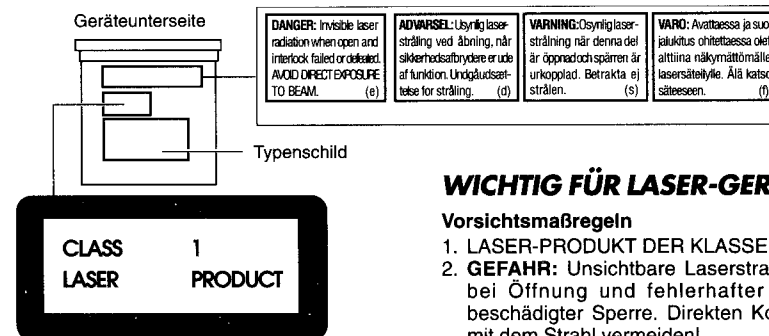 Geräteunterseite
DANGER: Invisible laser
radiation when open and
interlock failed or defeated.
AVOID DIRECT EXPOSURE
TO BEAM. (e)
ADVARSEL: Usynlig laser-
stråling ved åbning, når
sikkerhedsafbrydere er ude
af funktion. Undgåudsæt-
telse for stråling. (d)
VARNING: Osynlig laser-
strålning när denna del
är öppnad och spärren är
urkopplad. Betrakta ej
strålen. (s)
VARO: Avattaessa ja suo
jalukitus ohitettaessa olet
alttiina näkymättömälle
lasersäteilylle. Älä katso
säteeseen. (f)
Typenschild
CLASS 1
LASER PRODUCT
WICHTIG FÜR LASER-GER
Vorsichtsmaßregeln
1. LASER-PRODUKT DER KLASSE
2. GEFAHR: Unsichtbare Laserstra
bei Öffnung und fehlerhafter
beschädigter Sperre. Direkten Ko
mit dem Strahl vermeiden!